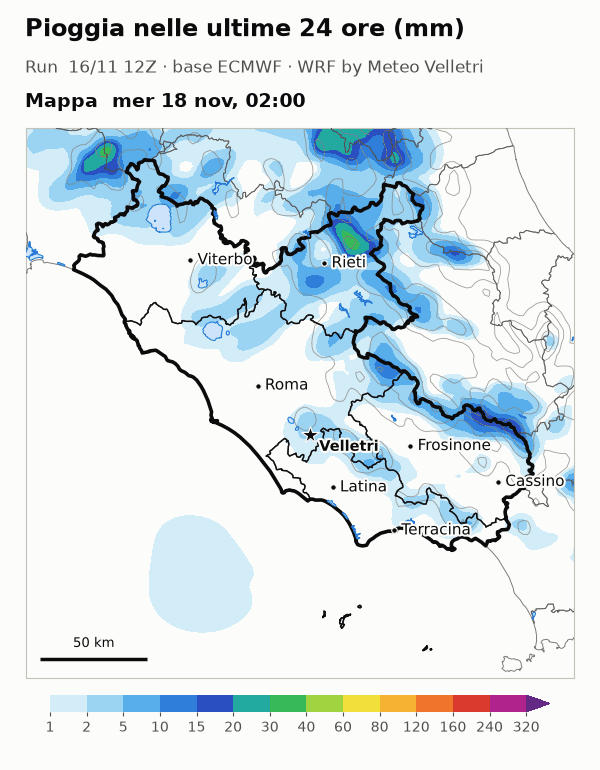 Pioggia nelle ultime 24 ore (mm)
Run  16/11 12Z · base ECMWF · WRF by Meteo Velletri
Mappa  mer 18 nov, 02:00
Viterbo
Rieti
Roma
Velletri
Frosinone
Latina
Cassino
Terracina
50 km
1 2 5 10 15 20 30 40 60 80 120 160 240 320